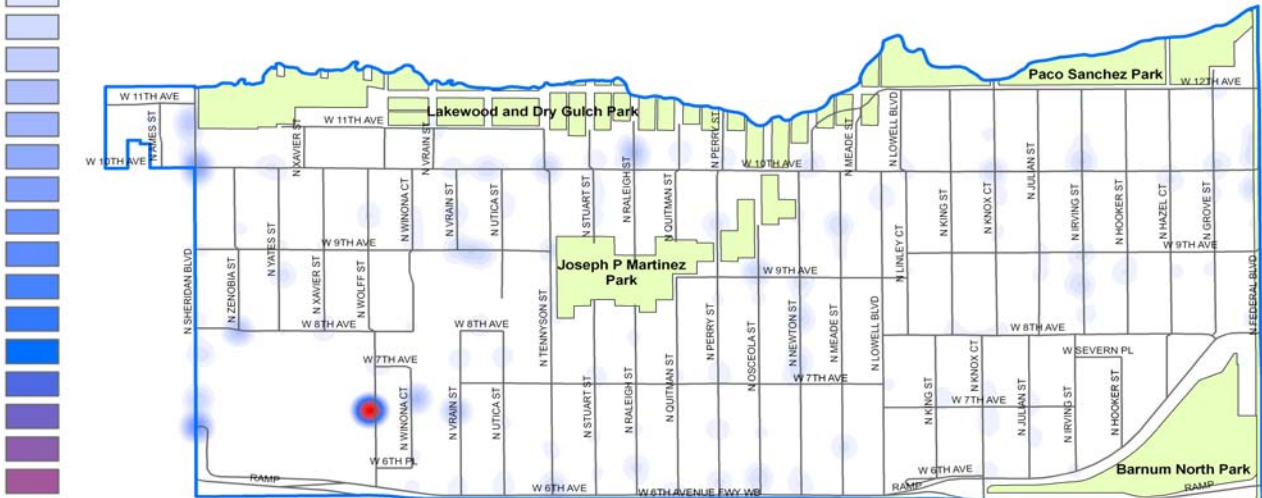 Paco Sanchez Park
W 12TH AVE
W 11TH AVE
N AMES ST
W 10TH AVE
Lakewood and Dry Gulch Park
W 11TH AVE
N XAVIER ST
N VRAIN ST
N PERRY ST
N MEADE ST
N LOWELL BLVD
W 10TH AVE
N RALEIGH ST
N STUART ST
N QUITMAN ST
N WINONA CT
N VRAIN ST
N UTICA ST
N JULIAN ST
N KING ST
N KNOX CT
N IRVING ST
N HOOKER ST
N HAZEL CT
N GROVE ST
N YATES ST
W 9TH AVE
W 9TH AVE
N LINLEY CT
N SHERIDAN BLVD
N ZENOBIA ST
N XAVIER ST
N WOLFF ST
Joseph P Martinez
Park
W 9TH AVE
N FEDERAL BLVD
W 8TH AVE
W 8TH AVE
W 8TH AVE
N TENNYSON ST
N PERRY ST
N OSCEOLA ST
N NEWTON ST
N MEADE ST
N LOWELL BLVD
W 7TH AVE
W SEVERN PL
N KNOX CT
W 7TH AVE
W 7TH AVE
N WINONA CT
N VRAIN ST
N UTICA ST
N STUART ST
N RALEIGH ST
N QUITMAN ST
N KING ST
N JULIAN ST
N IRVING ST
N HOOKER ST
W 6TH PL
W 6TH AVE
Barnum North Park
RAMP
W 6TH AVE
W 6TH AVENUE FWY WB
RAMP
RAMP